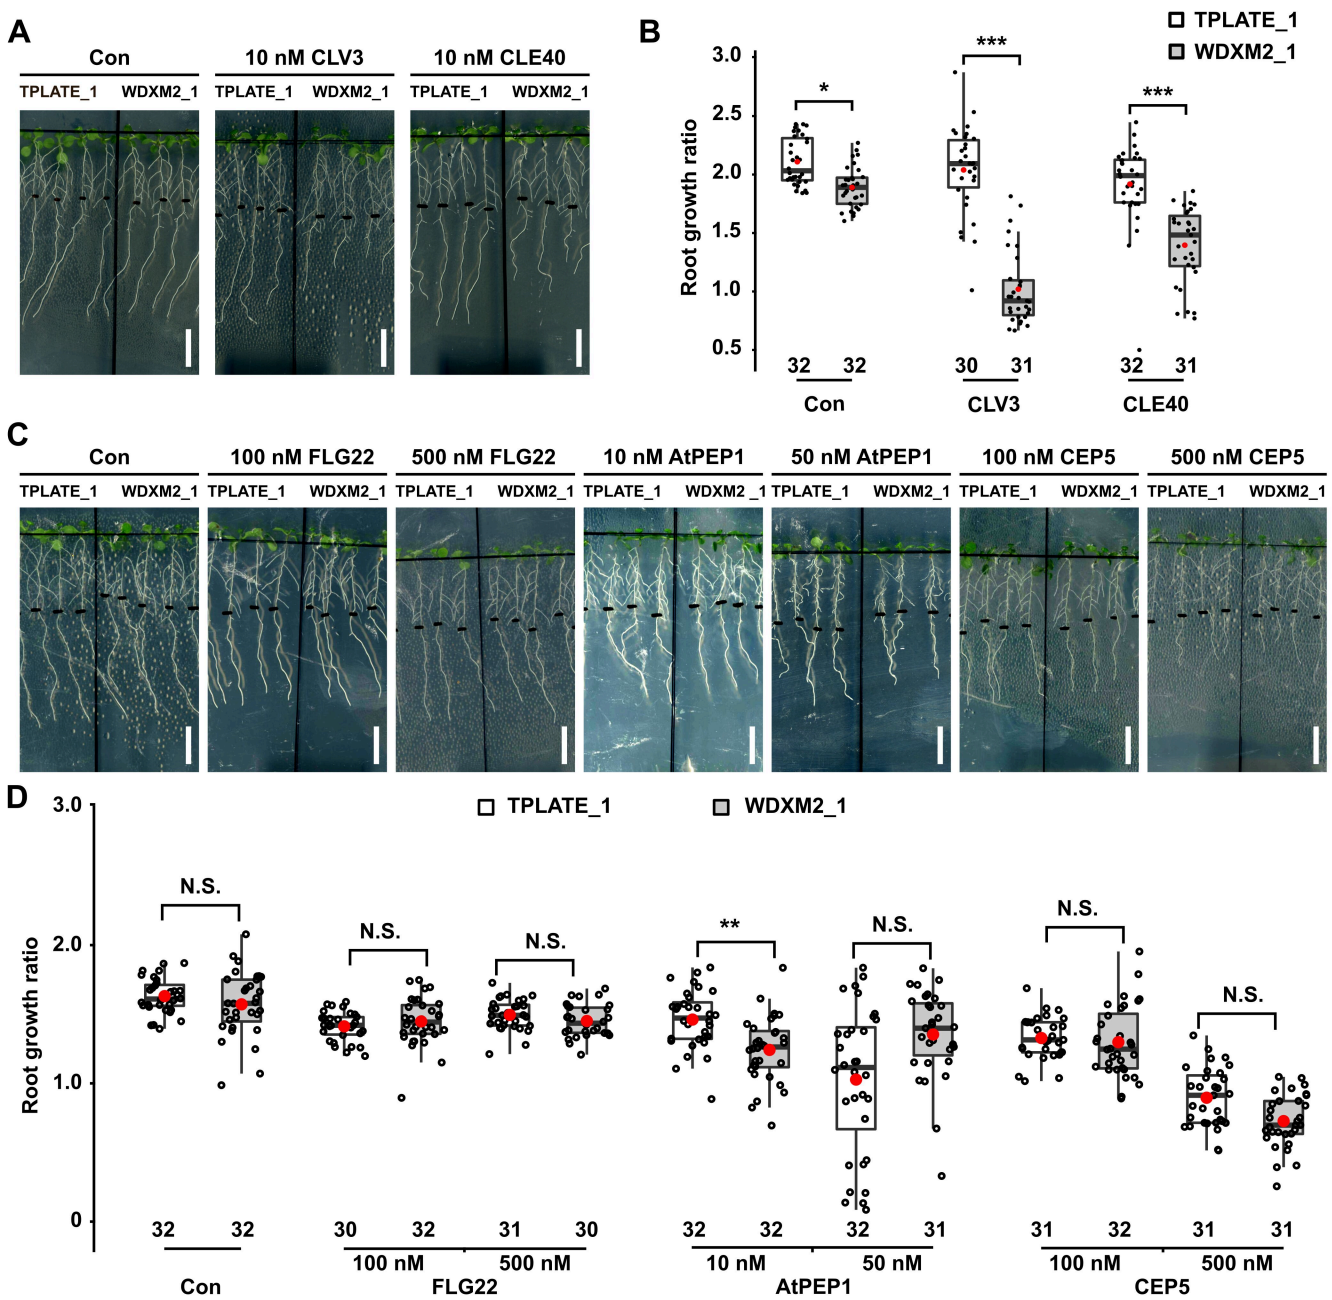 A
Con
10 nM CLV3
10 nM CLE40
TPLATE_1 WDXM2_1
TPLATE_1 WDXM2_1
TPLATE_1 WDXM2_1
B
TPLATE_1
WDXM2_1
Root growth ratio
3.0
2.5
2.0
1.5
1.0
0.5
*
***
***
32 32
30 31
32 31
Con
CLV3
CLE40
C
Con
100 nM FLG22
500 nM FLG22
10 nM AtPEP1
50 nM AtPEP1
100 nM CEP5
500 nM CEP5
TPLATE_1 WDXM2_1
TPLATE_1 WDXM2_1
TPLATE_1 WDXM2_1
TPLATE_1 WDXM2_1
TPLATE_1 WDXM2_1
TPLATE_1 WDXM2_1
TPLATE_1 WDXM2_1
D
TPLATE_1
WDXM2_1
Root growth ratio
3.0
2.0
1.0
0
N.S.
N.S.
N.S.
**
N.S.
N.S.
N.S.
32 32
30 32 31 30
32 32 32 31
31 32 31 31
100 nM 500 nM
10 nM 50 nM
100 nM 500 nM
Con
FLG22
AtPEP1
CEP5